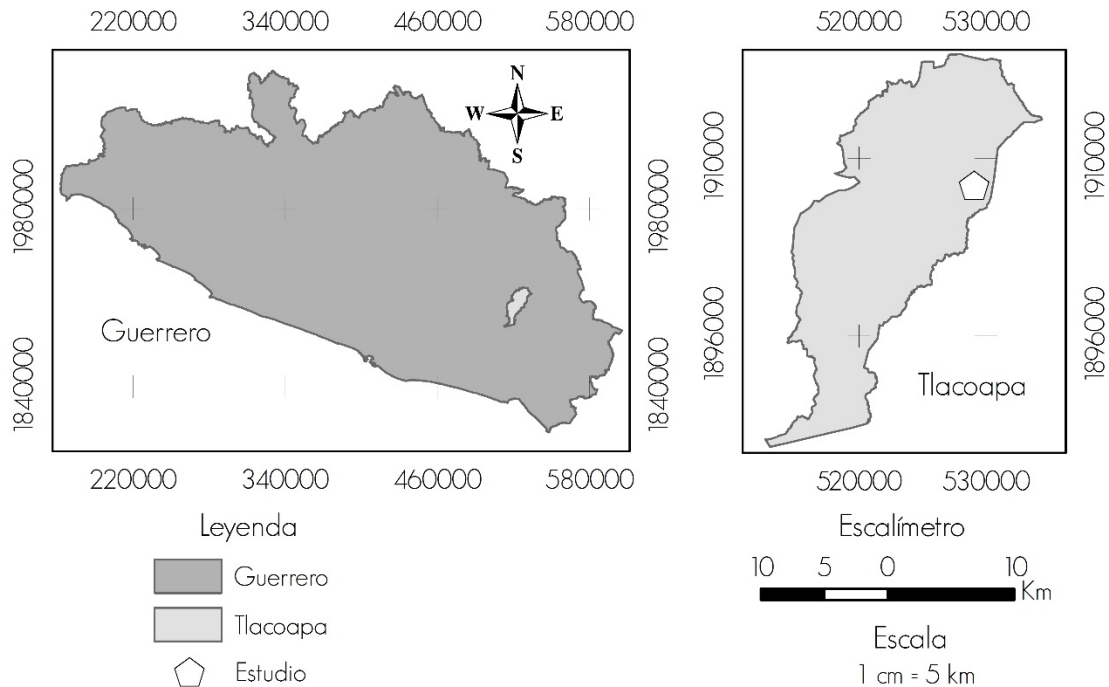 220000 340000 460000 580000
520000 530000
N
W E
S
1980000
1840000
1980000
1840000
Guerrero
1910000
1896000
1910000
1896000
Tlacoapa
220000 340000 460000 580000
520000 530000
Leyenda
Guerrero
Tlacoapa
Estudio
Escalímetro
10 5 0 10
Km
Escala
1 cm = 5 km